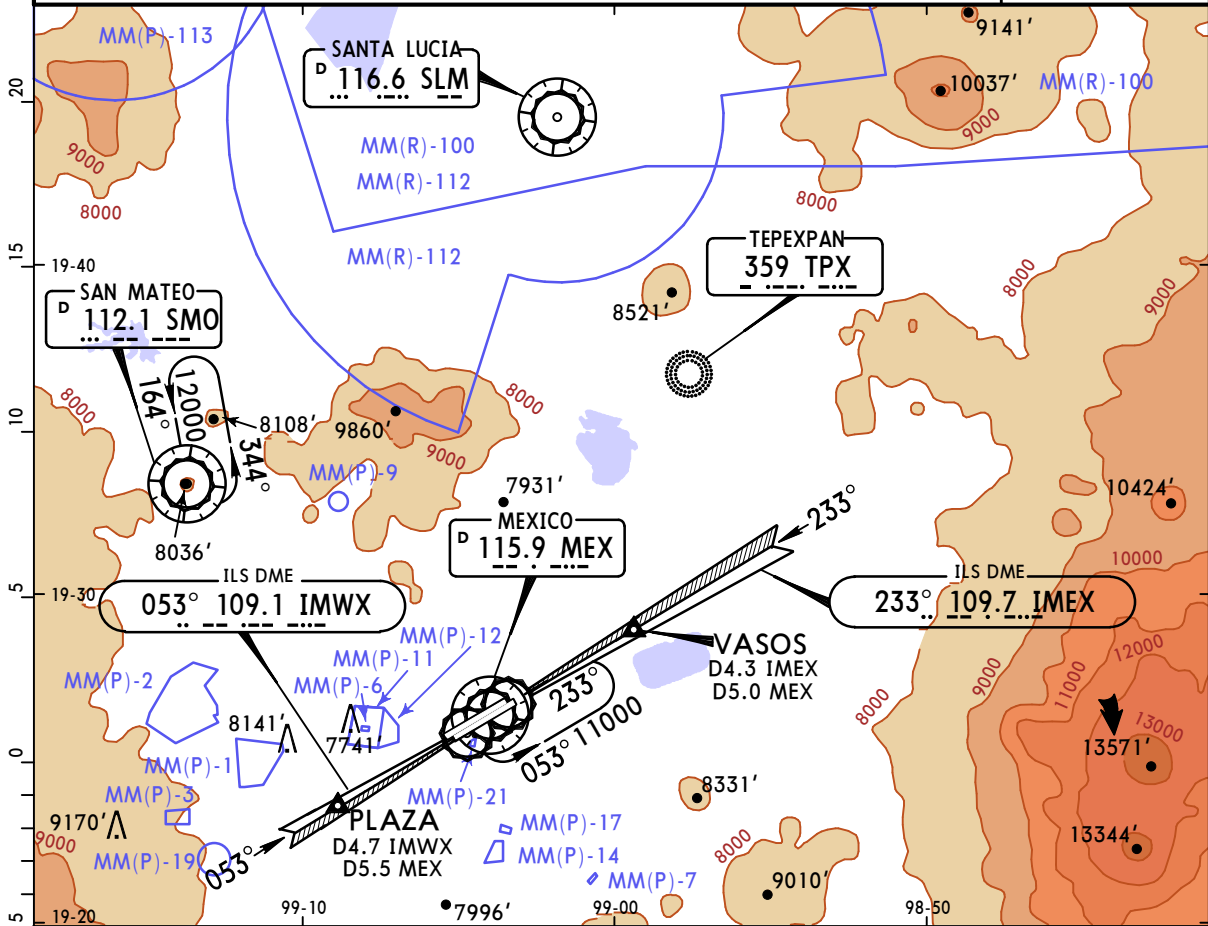 MM(P)-113
SANTA LUCIA
D 116.6 SLM
9141'
10037'
MM(R)-100
20
9000
9000
MM(R)-100
MM(R)-112
8000
8000
TEPEXPAN
359 TPX
MM(R)-112
15
19-40
8000
9000
SAN MATEO
D 112.1 SMO
8521'
164°
12000
344°
8000
8108'
9860'
8000
10
9000
MM(P)-9
7931'
10424'
233°
8036'
MEXICO
D 115.9 MEX
10000
5
19-30
ILS DME
053° 109.1 IMWX
ILS DME
233° 109.7 IMEX
MM(P)-12
MM(P)-11
MM(P)-6
MM(P)-2
VASOS
D4.3 IMEX
D5.0 MEX
12000
9000
11000
8000
13000
233°
053° 11000
8141'
7741'
13571'
0
MM(P)-1
MM(P)-3
MM(P)-21
8331'
9170'
PLAZA
D4.7 IMWX
D5.5 MEX
MM(P)-17
MM(P)-14
13344'
9000
MM(P)-19
053°
8000
MM(P)-7
9010'
7996'
5
19-20
99-10
99-00
98-50